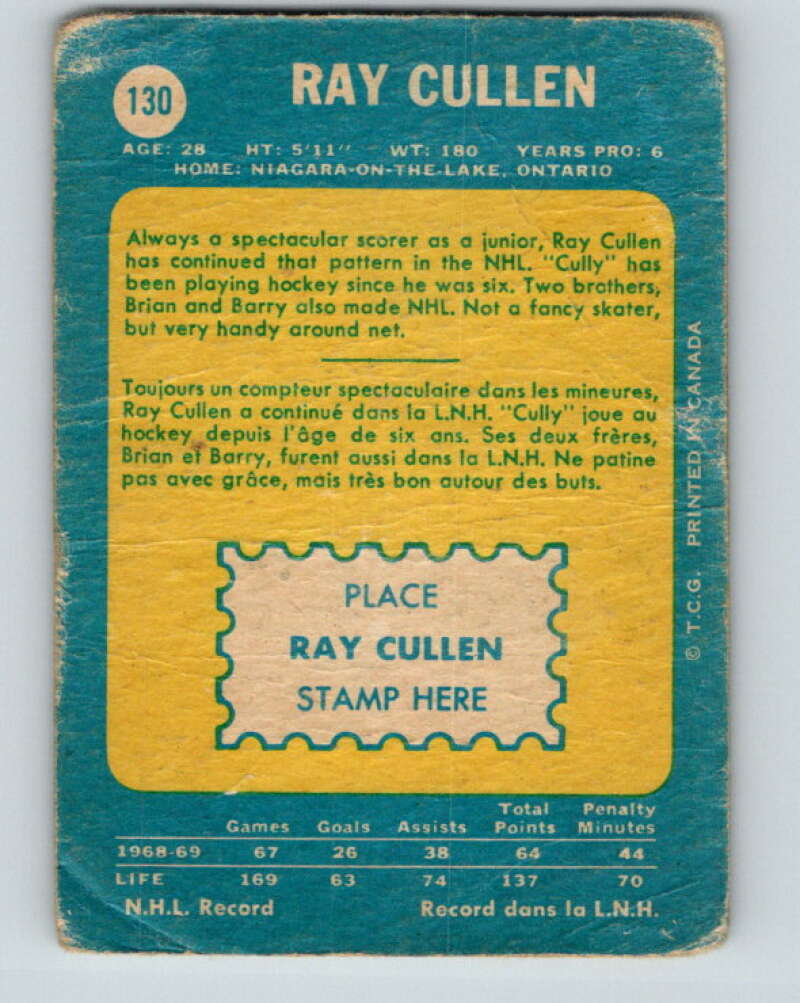 130
RAY CULLEN
AGE: 28 HT: 5'11" WT: 180 YEARS PRO: 6
HOME: NIAGARA-ON-THE-LAKE, ONTARIO
Always a spectacular scorer as a junior, Ray Cullen
has continued that pattern in the NHL. "Cully" has
been playing hockey since he was six. Two brothers,
Brian and Barry also made NHL. Not a fancy skater,
but very handy around net.
Toujours un compteur spectaculaire dans les mineures,
Ray Cullen a continué dans la L.N.H. "Cully" joue au
hockey depuis l'âge de six ans. Ses deux frères,
Brian et Barry, furent aussi dans la L.N.H. Ne patine
pas avec grâce, mais très bon autour des buts.
PLACE
RAY CULLEN
STAMP HERE
© T.C.G. PRINTED IN CANADA
Total Penalty
Games Goals Assists Points Minutes
1968-69 67 26 38 64 44
LIFE 169 63 74 137 70
N.H.L. Record Record dans la L.N.H.